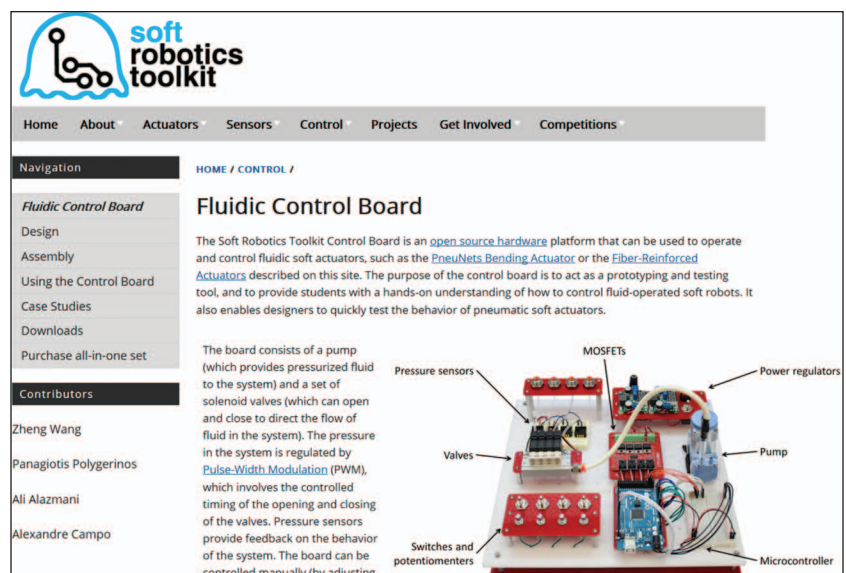 soft
robotics
toolkit
Home About Actuators Sensors Control Projects Get Involved Competitions
Navigation
Fluidic Control Board
Design
Assembly
Using the Control Board
Case Studies
Downloads
Purchase all-in-one set
Contributors
Zheng Wang
Panagiotis Polygerinos
Ali Alazmani
Alexandre Campo
HOME / CONTROL /
Fluidic Control Board
The Soft Robotics Toolkit Control Board is an open source hardware platform that can be used to operate
and control fluidic soft actuators, such as the PneuNets Bending Actuator or the Fiber-Reinforced
Actuators described on this site. The purpose of the control board is to act as a prototyping and testing
tool, and to provide students with a hands-on understanding of how to control fluid-operated soft robots. It
also enables designers to quickly test the behavior of pneumatic soft actuators.
The board consists of a pump
(which provides pressurized fluid
to the system) and a set of
solenoid valves (which can open
and close to direct the flow of
fluid in the system). The pressure
in the system is regulated by
Pulse-Width Modulation (PWM),
which involves the controlled
timing of the opening and closing
of the valves. Pressure sensors
provide feedback on the behavior
of the system. The board can be
controlled manually (by adjusting
MOSFETs
Pressure sensors
Power regulators
Valves
Pump
Switches and
potentiomenters
Microcontroller